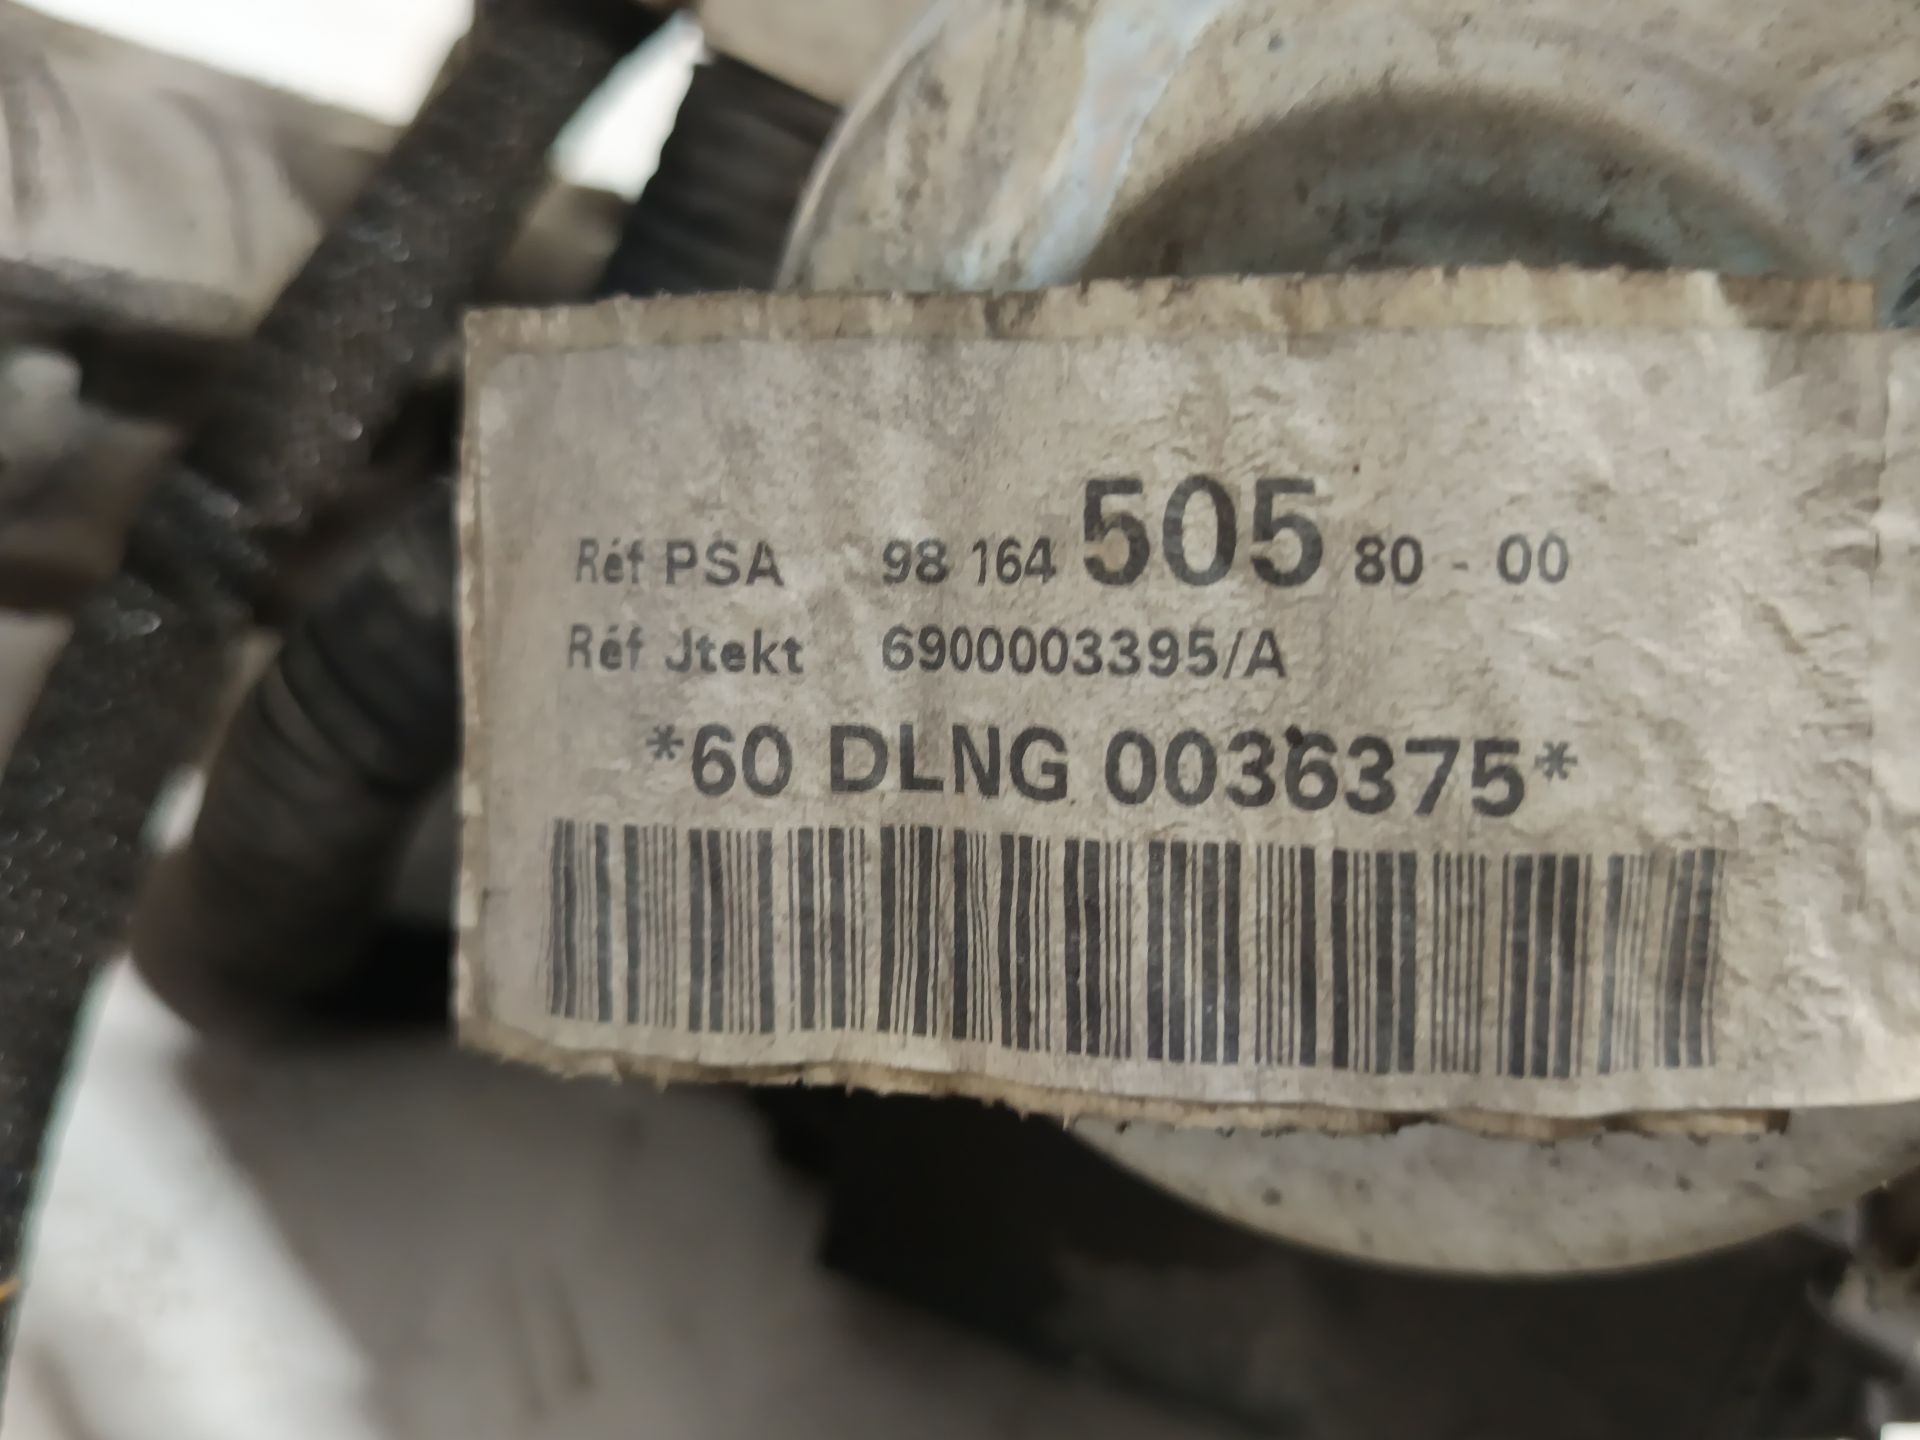 Réf PSA 98 164 505 80 - 00
Réf Jtekt 6900003395/A
*60 DLNG 0036375*